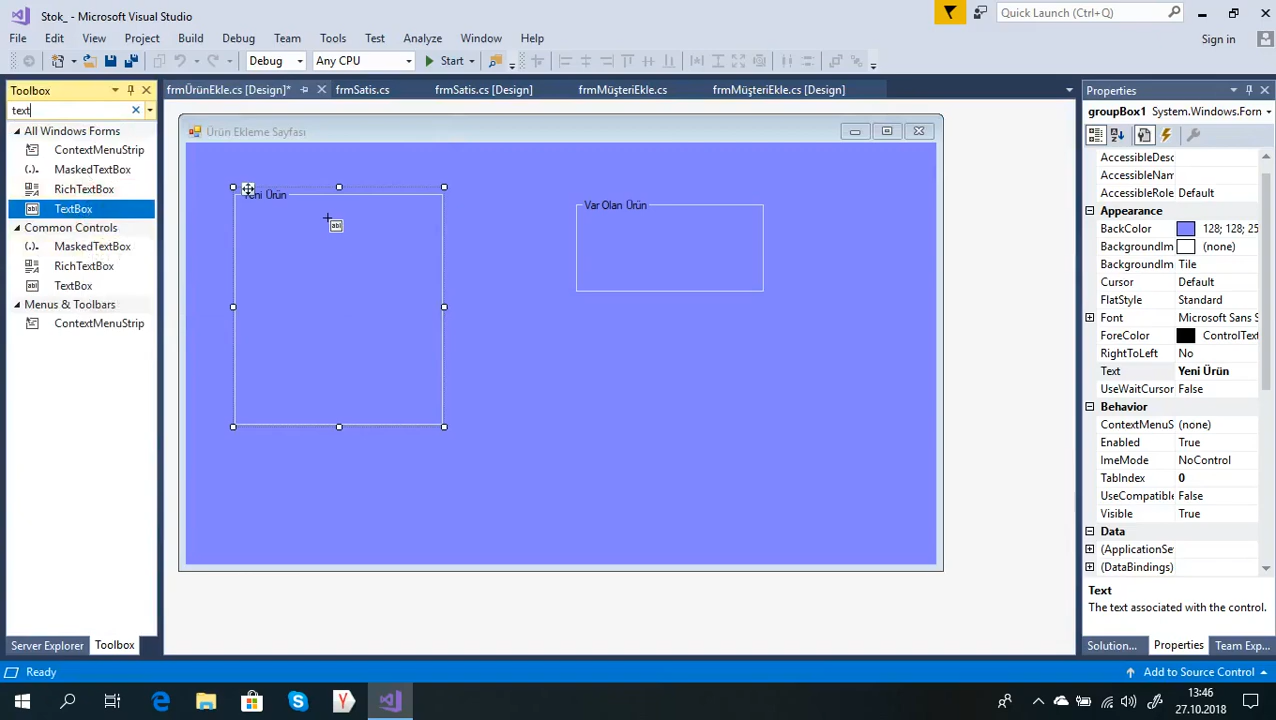 Stok_ - Microsoft Visual Studio
Quick Launch (Ctrl+Q)
File Edit View Project Build Debug Team Tools Test Analyze Window Help
Sign in
Debug
Any CPU
Start
Toolbox
text
All Windows Forms
ContextMenuStrip
MaskedTextBox
RichTextBox
TextBox
Common Controls
MaskedTextBox
RichTextBox
TextBox
Menus & Toolbars
ContextMenuStrip
Server Explorer
Toolbox
frmÜrünEkle.cs [Design]*
frmSatis.cs
frmSatis.cs [Design]
frmMüşteriEkle.cs
frmMüşteriEkle.cs [Design]
Ürün Ekleme Sayfası
Yeni Ürün
Var Olan Ürün
Properties
groupBox1 System.Windows.Forn
AccessibleDesc
AccessibleNam
AccessibleRole Default
Appearance
BackColor 128; 128; 25
BackgroundIm (none)
BackgroundIm Tile
Cursor Default
FlatStyle Standard
Font Microsoft Sans S
ForeColor ControlText
RightToLeft No
Text Yeni Ürün
UseWaitCursor False
Behavior
ContextMenuS (none)
Enabled True
ImeMode NoControl
TabIndex 0
UseCompatible False
Visible True
Data
(ApplicationSe
(DataBindings)
Text
The text associated with the control.
Solution...
Properties
Team Exp...
Ready
Add to Source Control
13:46
27.10.2018